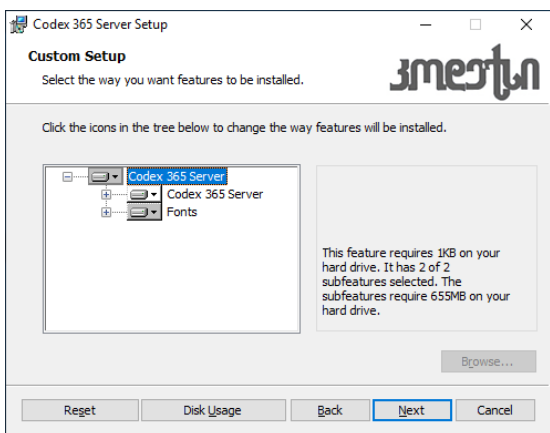 Codex 365 Server Setup
Custom Setup
Select the way you want features to be installed.
Click the icons in the tree below to change the way features will be installed.
Codex 365 Server
Codex 365 Server
Fonts
This feature requires 1KB on your
hard drive. It has 2 of 2
subfeatures selected. The
subfeatures require 655MB on your
hard drive.
Browse...
Reset
Disk Usage
Back
Next
Cancel